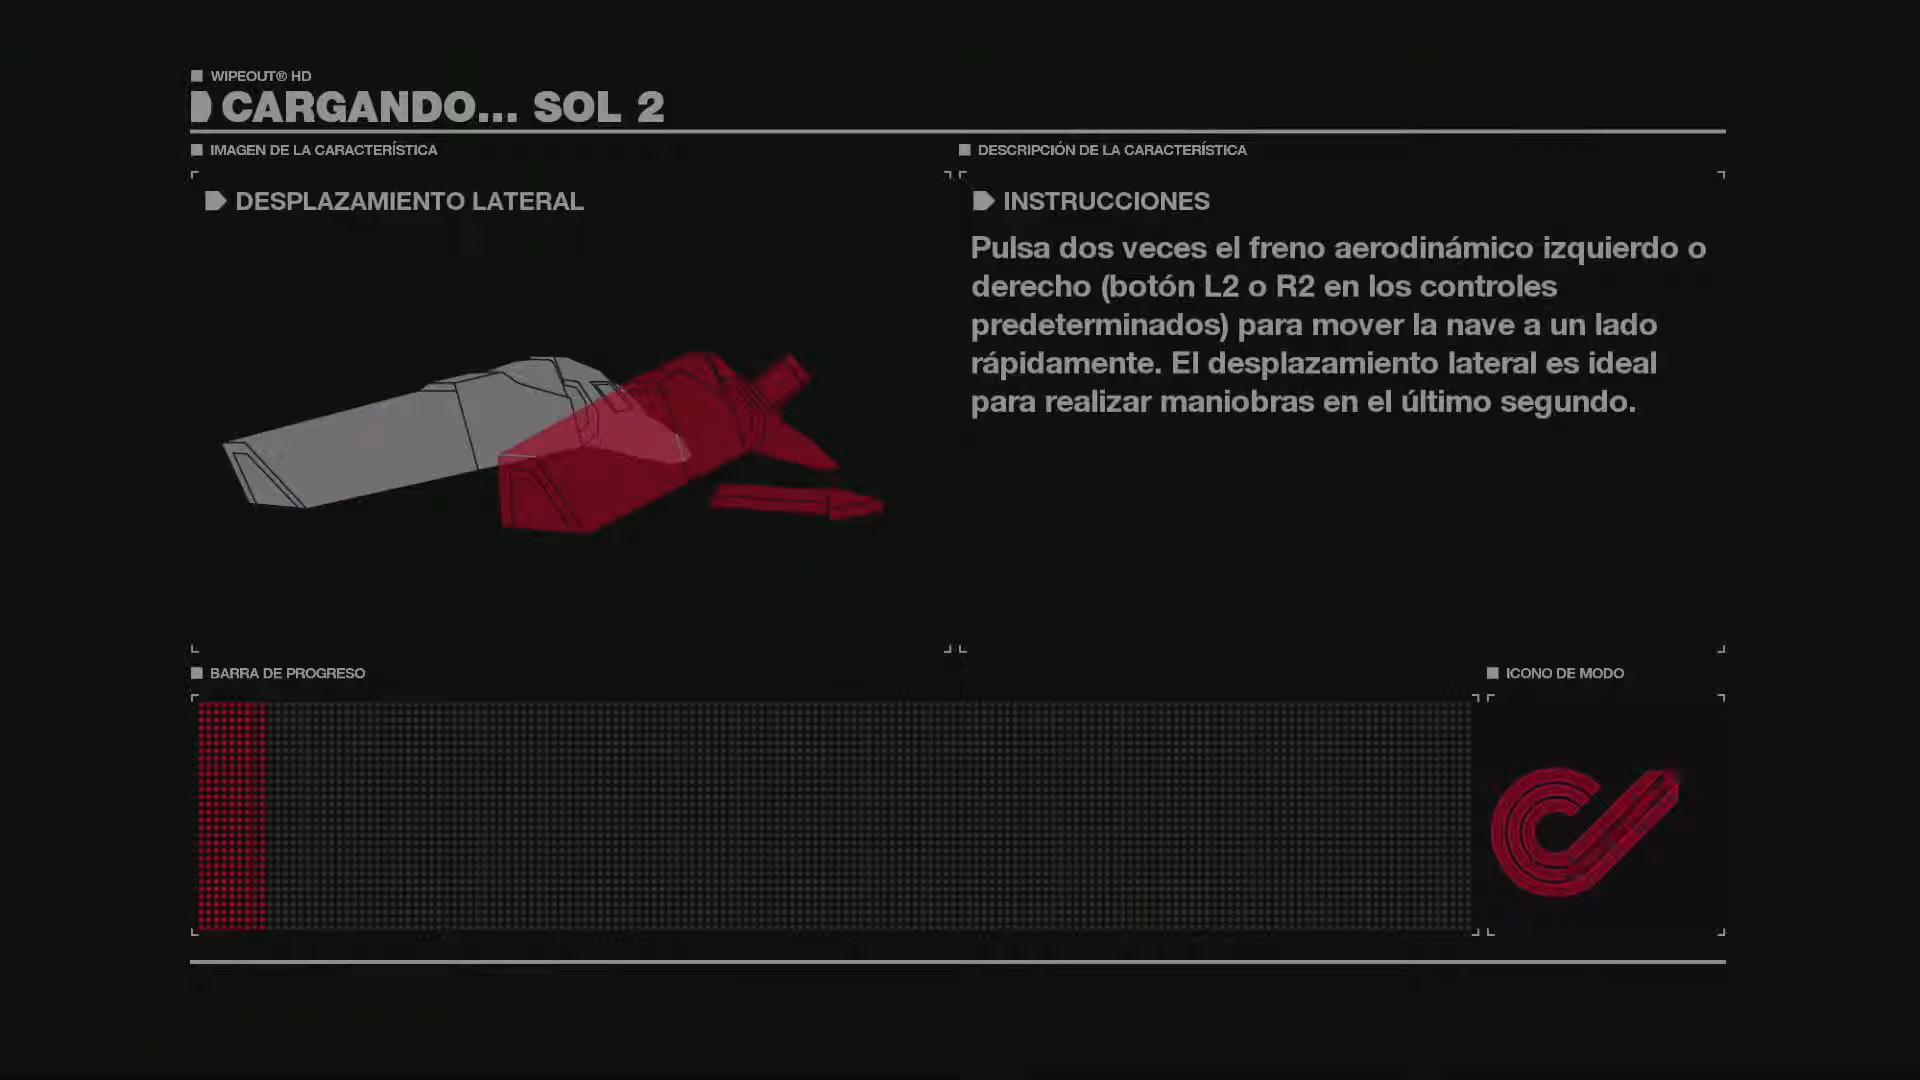 WIPEOUT® HD
CARGANDO... SOL 2
IMAGEN DE LA CARACTERÍSTICA
DESPLAZAMIENTO LATERAL
DESCRIPCIÓN DE LA CARACTERÍSTICA
INSTRUCCIONES
Pulsa dos veces el freno aerodinámico izquierdo o
derecho (botón L2 o R2 en los controles
predeterminados) para mover la nave a un lado
rápidamente. El desplazamiento lateral es ideal
para realizar maniobras en el último segundo.
BARRA DE PROGRESO
ICONO DE MODO